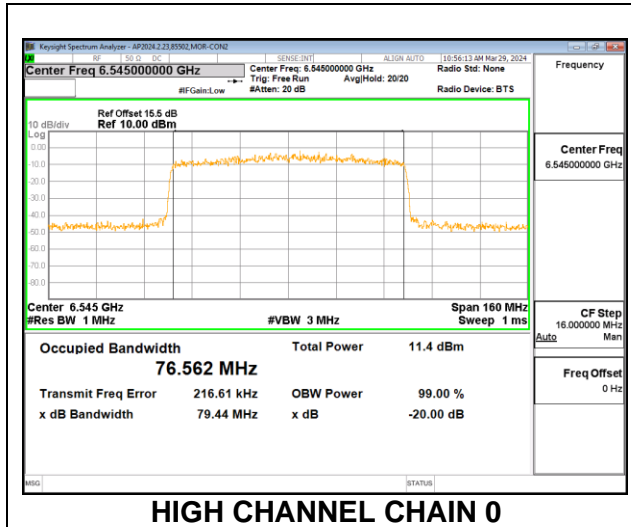 Keysight Spectrum Analyzer - AP2024.2.23,85502,MOR-CON2
RF 50 Ω DC SENSE:INT ALIGN AUTO 10:56:13 AM Mar 29, 2024
Center Freq 6.545000000 GHz
Center Freq: 6.545000000 GHz Radio Std: None
Trig: Free Run Avg|Hold: 20/20
#IFGain:Low #Atten: 20 dB Radio Device: BTS
Frequency
Ref Offset 15.5 dB
10 dB/div Ref 10.00 dBm
Log
0.00
-10.0
-20.0
-30.0
-40.0
-50.0
-60.0
-70.0
-80.0
Center 6.545 GHz Span 160 MHz
#Res BW 1 MHz #VBW 3 MHz Sweep 1 ms
Center Freq
6.545000000 GHz
CF Step
16.000000 MHz
Auto Man
Freq Offset
0 Hz
Occupied Bandwidth Total Power 11.4 dBm
76.562 MHz
Transmit Freq Error 216.61 kHz OBW Power 99.00 %
x dB Bandwidth 79.44 MHz x dB -20.00 dB
MSG STATUS
HIGH CHANNEL CHAIN 0